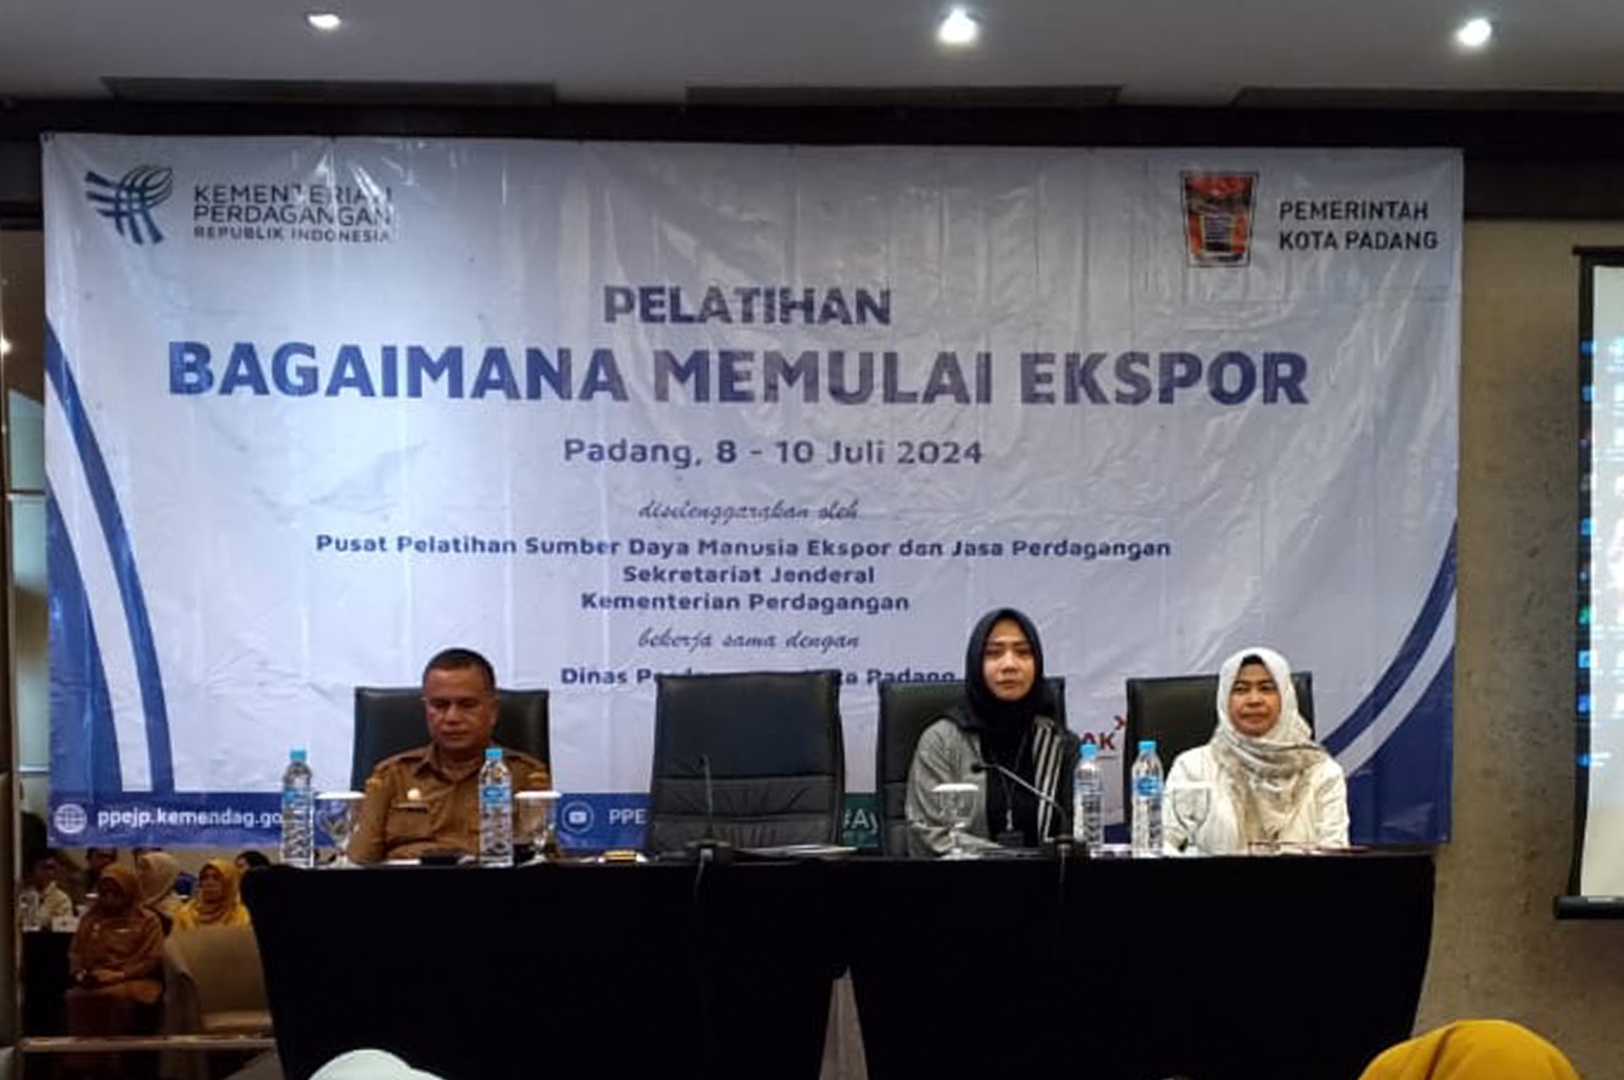 KEMENTERIAN
PERDAGANGAN
REPUBLIK INDONESIA
PEMERINTAH
KOTA PADANG
PELATIHAN
BAGAIMANA MEMULAI EKSPOR
Padang, 8 - 10 Juli 2024
diselenggarakan oleh
Pusat Pelatihan Sumber Daya Manusia Ekspor dan Jasa Perdagangan
Sekretariat Jenderal
Kementerian Perdagangan
bekerja sama dengan
Dinas Padang
ppejp.kemendag.go
PPE